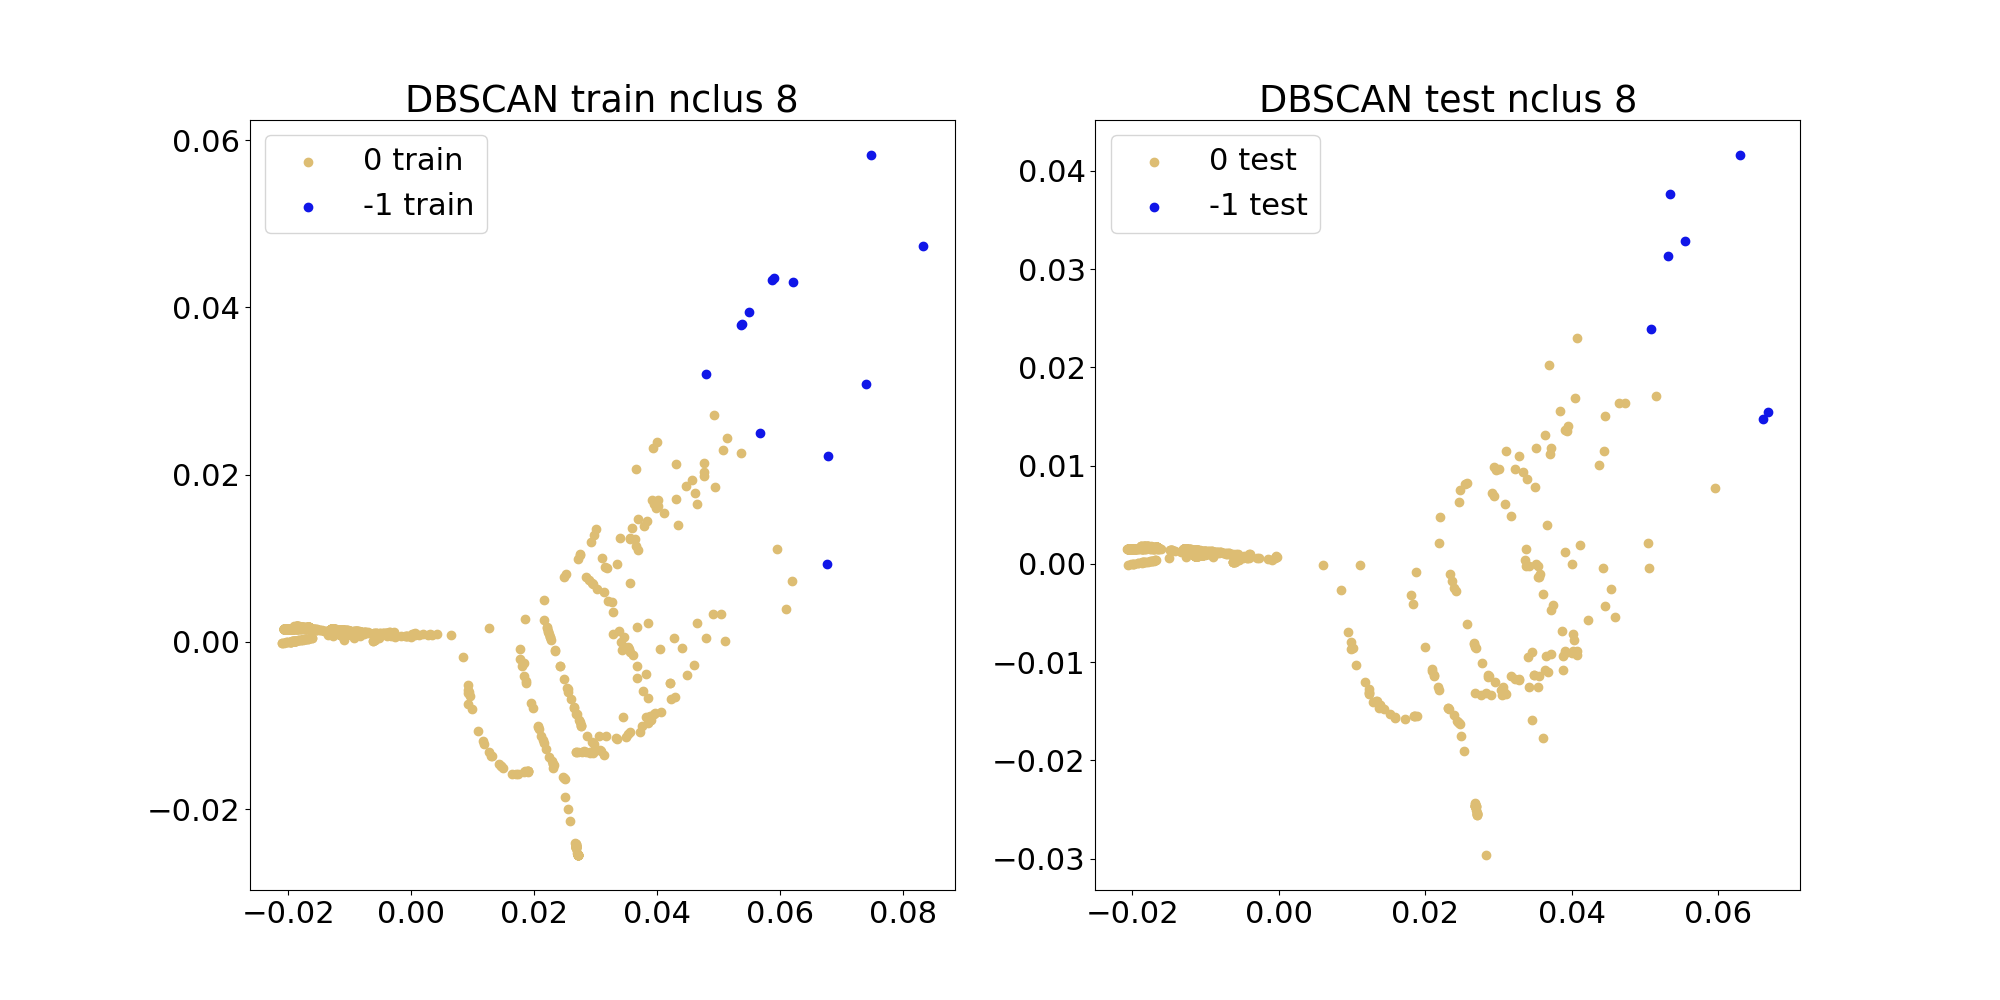 DBSCAN train nclus 8
0 train
-1 train
0.06
0.04
0.02
0.00
−0.02
−0.02 0.00 0.02 0.04 0.06 0.08
DBSCAN test nclus 8
0 test
-1 test
0.04
0.03
0.02
0.01
0.00
−0.01
−0.02
−0.03
−0.02 0.00 0.02 0.04 0.06